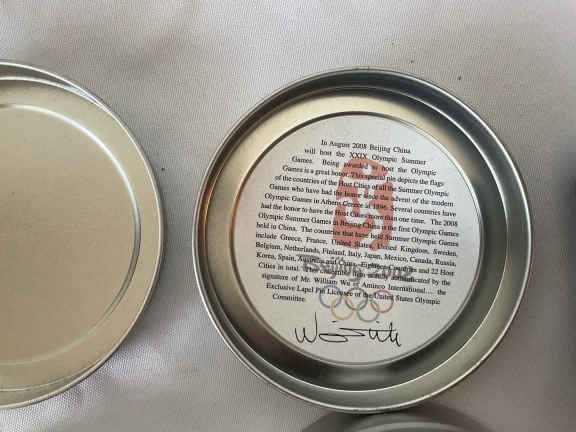 In August 2008 Beijing China
will host the XXIX Olympic Summer
Games. Being awarded to host the Olympic
Games is a great honor. This special pin depicts the flags
of the countries of the Host Cities of all the Summer Olympic
Games who have had the honor since the advent of the modern
Olympic Games in Athens Greece in 1896. Several countries have
had the honor to have the Host Cities more than one time. The 2008
Olympic Summer Games in Beijing China is the first Olympic Games
held in China. The countries that have held Summer Olympic Games
include Greece, France, United States, United Kingdom, Sweden,
Belgium, Netherlands, Finland, Italy, Japan, Mexico, Canada, Russia,
Korea, Spain, Australia and China. Eighteen Countries and 22 Host
Cities in total. This is authenticated by the
signature of Mr. William Wu of Aminco International.... the
Exclusive Lapel Pin Licensee of the United States Olympic
Committee.
Beijing 2008